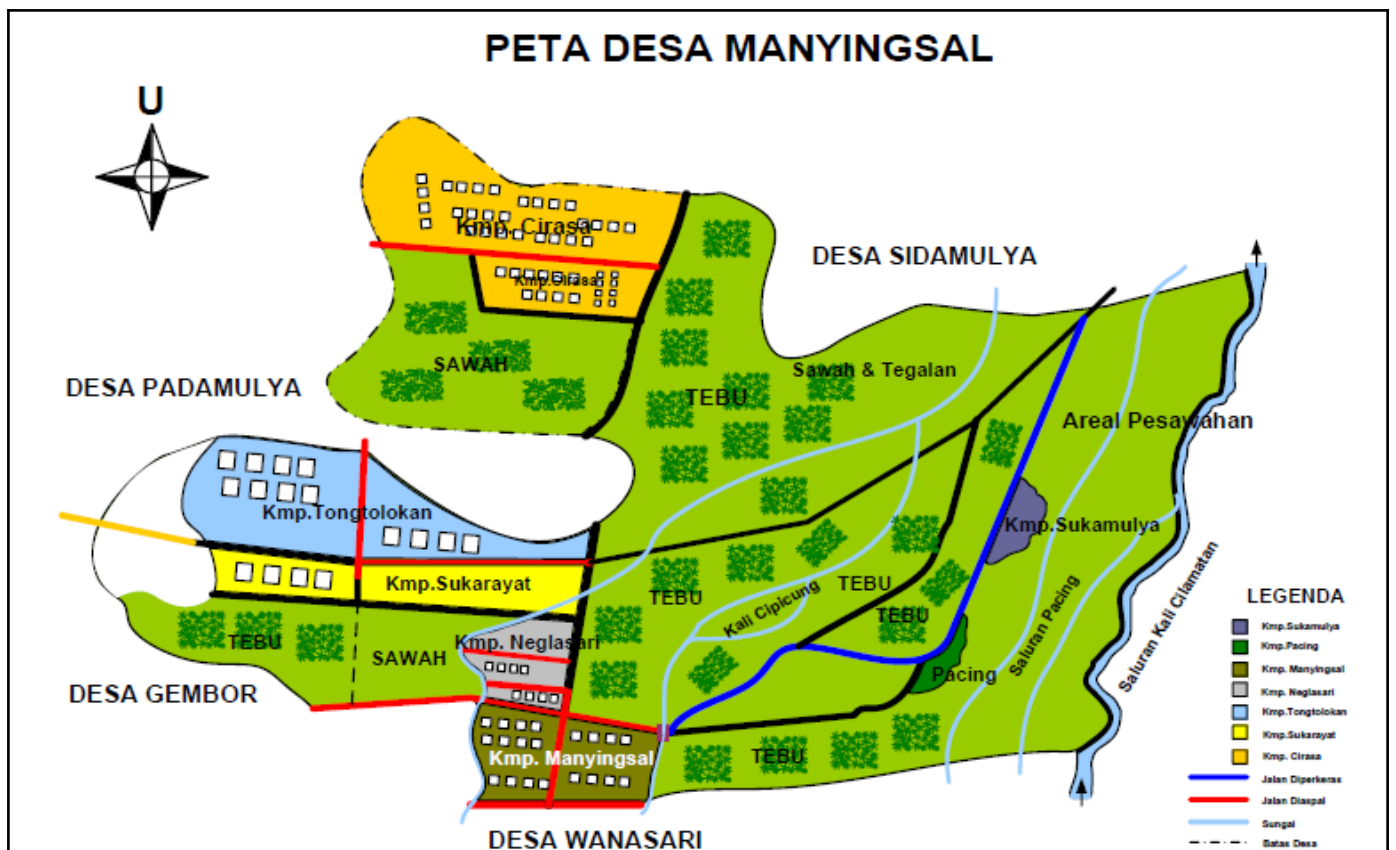 PETA DESA MANYINGSAL
U
Kmp. Cirasa
Kmp.Cirasa
DESA SIDAMULYA
SAWAH
DESA PADAMULYA
TEBU
Sawah & Tegalan
Areal Pesawahan
Kmp.Tongtolokan
Kmp.Sukamulya
Kmp.Sukarayat
TEBU
TEBU
TEBU
Kali Cipicung
Saluran Pacing
Saluran Kali Cilamatan
TEBU
SAWAH
Kmp. Neglasari
DESA GEMBOR
Pacing
Kmp. Manyingsal
TEBU
DESA WANASARI
LEGENDA
Kmp.Sukamulya
Kmp.Pacing
Kmp. Manyingsal
Kmp. Neglasari
Kmp.Tongtolokan
Kmp.Sukarayat
Kmp. Cirasa
Jalan Diperkeras
Jalan Diaspal
Sungai
Batas Desa